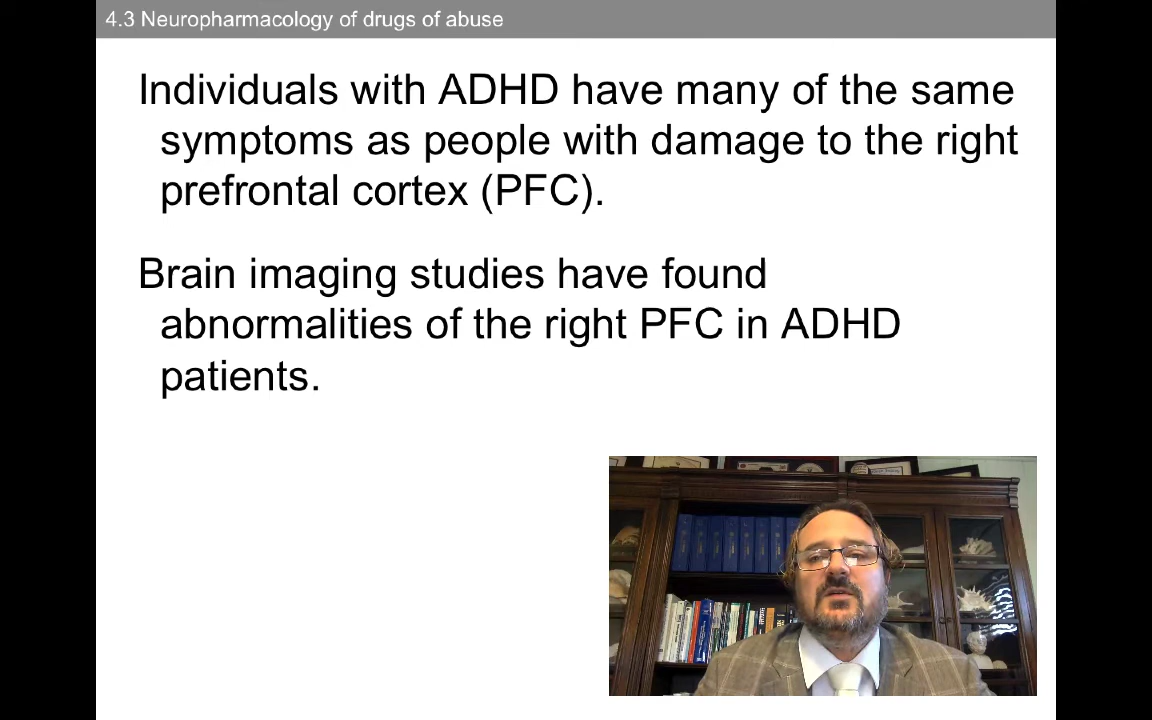 4.3 Neuropharmacology of drugs of abuse
Individuals with ADHD have many of the same
symptoms as people with damage to the right
prefrontal cortex (PFC).
Brain imaging studies have found
abnormalities of the right PFC in ADHD
patients.